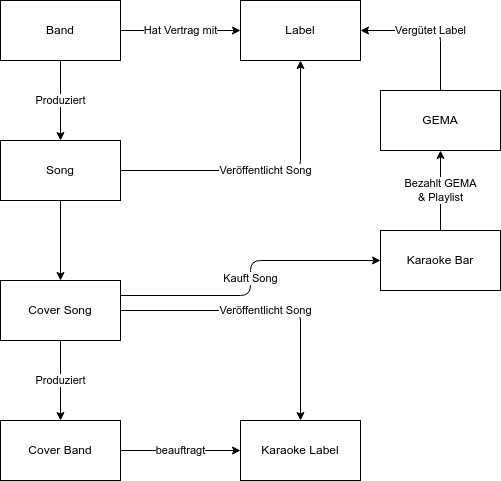 Band
Hat Vertrag mit
Label
Vergütet Label
Produziert
GEMA
Song
Veröffentlicht Song
Bezahlt GEMA
& Playlist
Karaoke Bar
Kauft Song
Cover Song
Veröffentlicht Song
Produziert
Cover Band
beauftragt
Karaoke Label